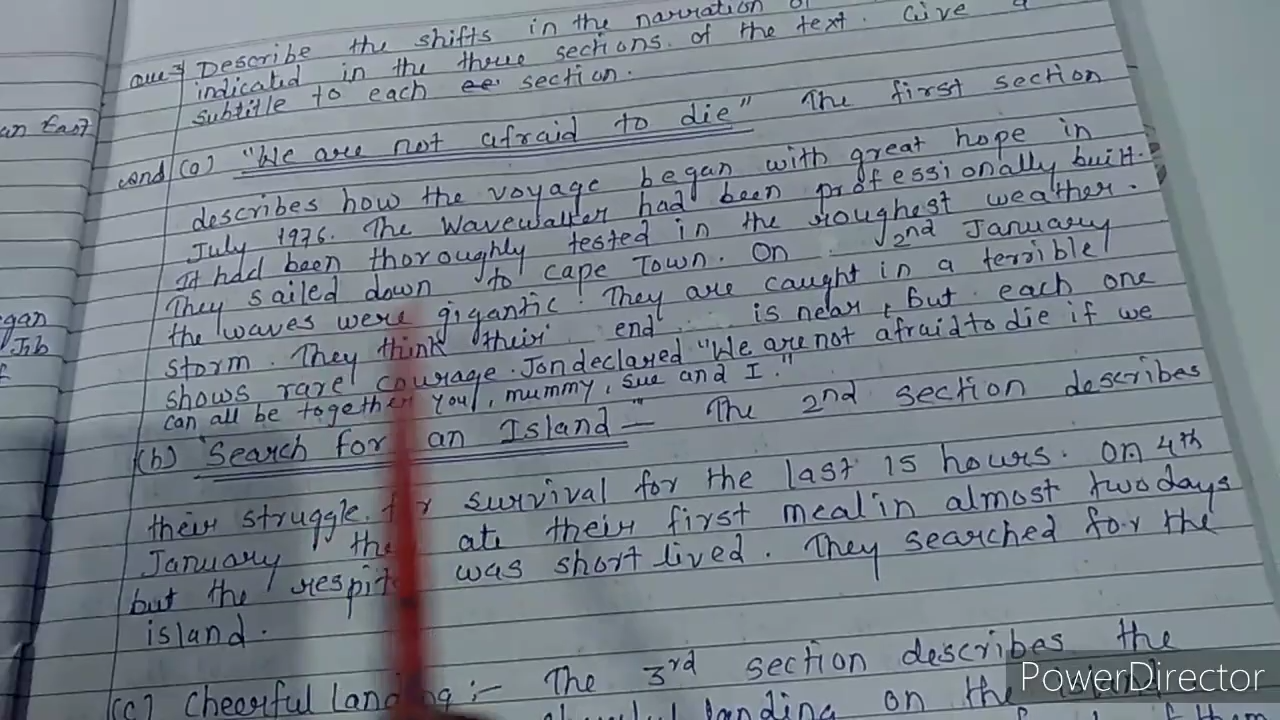 Describe the shifts in the narration
que → indicated in the three sections of the text. Give a
subtitle to each section.
and (a) "We are not afraid to die" The first section
describes how the voyage began with great hope in
July 1976. The Wavewalker had been professionally built.
It had been thoroughly tested in the roughest weather.
They sailed down to Cape Town. On 2nd January
the waves were gigantic. They are caught in a terrible
storm. They think their end is near, But each one
shows rare courage. Jon declared "We are not afraid to die if we
can all be together you, mummy, sue and I."
(b) "Search for an Island" — The 2nd section describes
their struggle for survival for the last 15 hours. On 4th
January the ate their first meal in almost two days
but the respite was short lived. They searched for the
island.
(c) Cheerful landing :- The 3rd section describes the
landing on the island
an East
gan
Job
PowerDirector